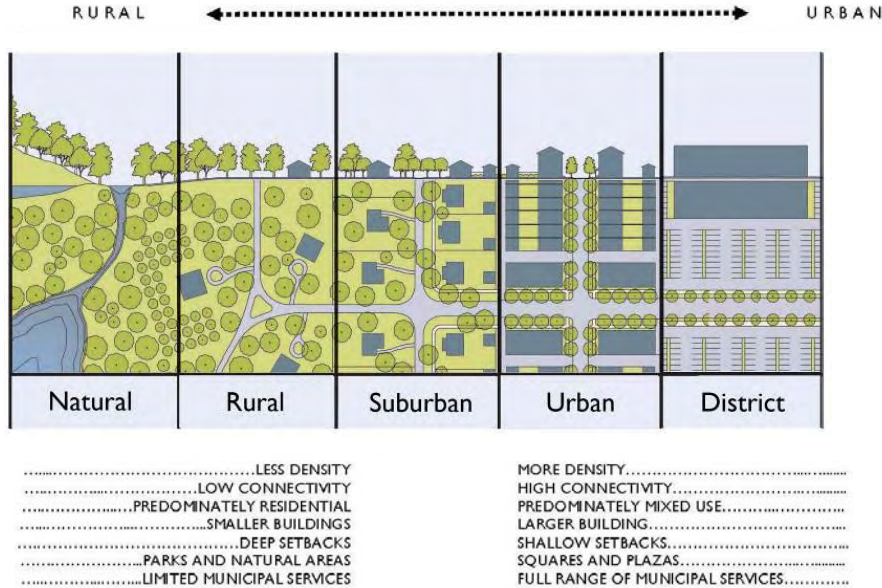 RURAL URBAN
Natural Rural Suburban Urban District
....................................................LESS DENSITY
.......................................LOW CONNECTIVITY
.........................PREDOMINATELY RESIDENTIAL
.........................................SMALLER BUILDINGS
................................................DEEP SETBACKS
............................PARKS AND NATURAL AREAS
............................LIMITED MUNICIPAL SERVICES
MORE DENSITY....................................................
HIGH CONNECTIVITY.........................................
PREDOMINATELY MIXED USE............................
LARGER BUILDING..............................................
SHALLOW SETBACKS..........................................
SQUARES AND PLAZAS.......................................
FULL RANGE OF MUNICIPAL SERVICES..............